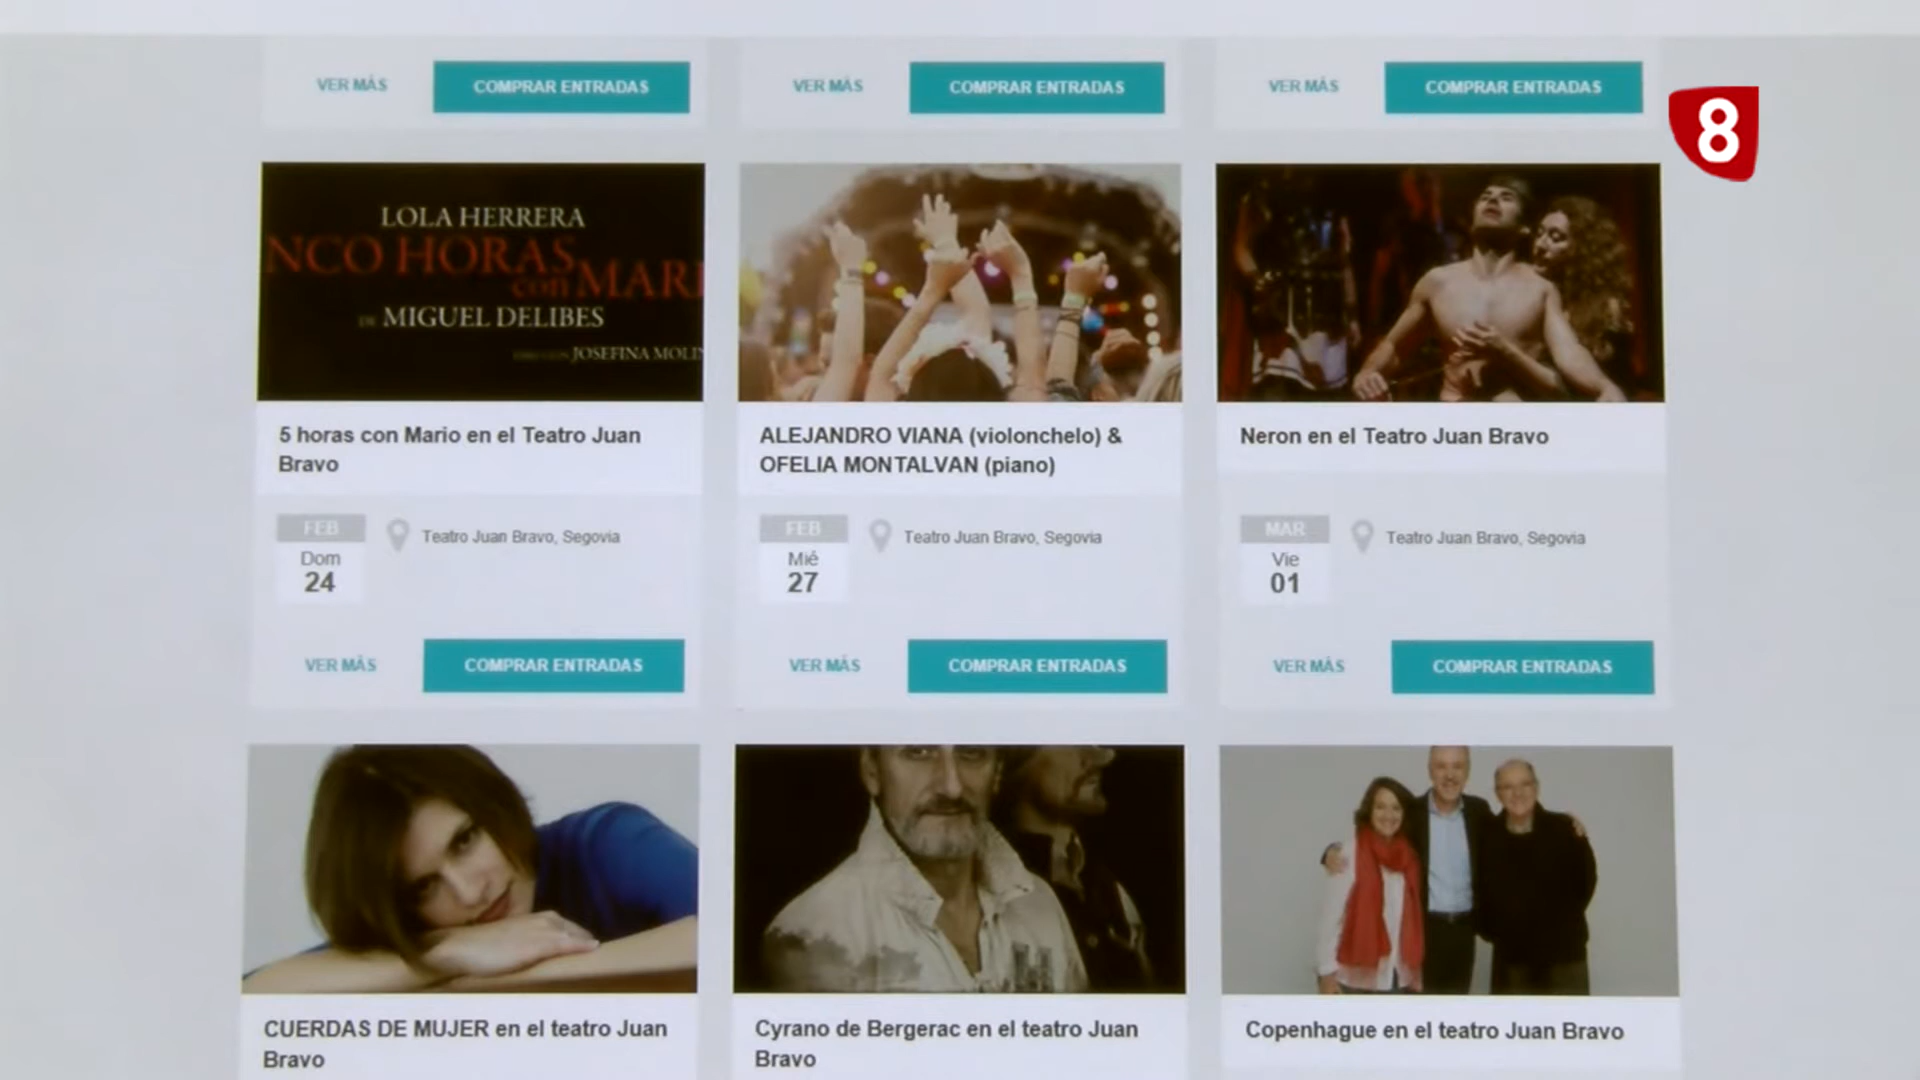 VER MÁS
COMPRAR ENTRADAS
VER MÁS
COMPRAR ENTRADAS
VER MÁS
COMPRAR ENTRADAS
8
LOLA HERRERA
NCO HORAS
con MARI
DE MIGUEL DELIBES
JOSEFINA MOLI
5 horas con Mario en el Teatro Juan
Bravo
FEB
Dom
24
Teatro Juan Bravo, Segovia
VER MÁS
COMPRAR ENTRADAS
ALEJANDRO VIANA (violonchelo) &
OFELIA MONTALVAN (piano)
FEB
Mié
27
Teatro Juan Bravo, Segovia
VER MÁS
COMPRAR ENTRADAS
Neron en el Teatro Juan Bravo
MAR
Vie
01
Teatro Juan Bravo, Segovia
VER MÁS
COMPRAR ENTRADAS
CUERDAS DE MUJER en el teatro Juan
Bravo
Cyrano de Bergerac en el teatro Juan
Bravo
Copenhague en el teatro Juan Bravo